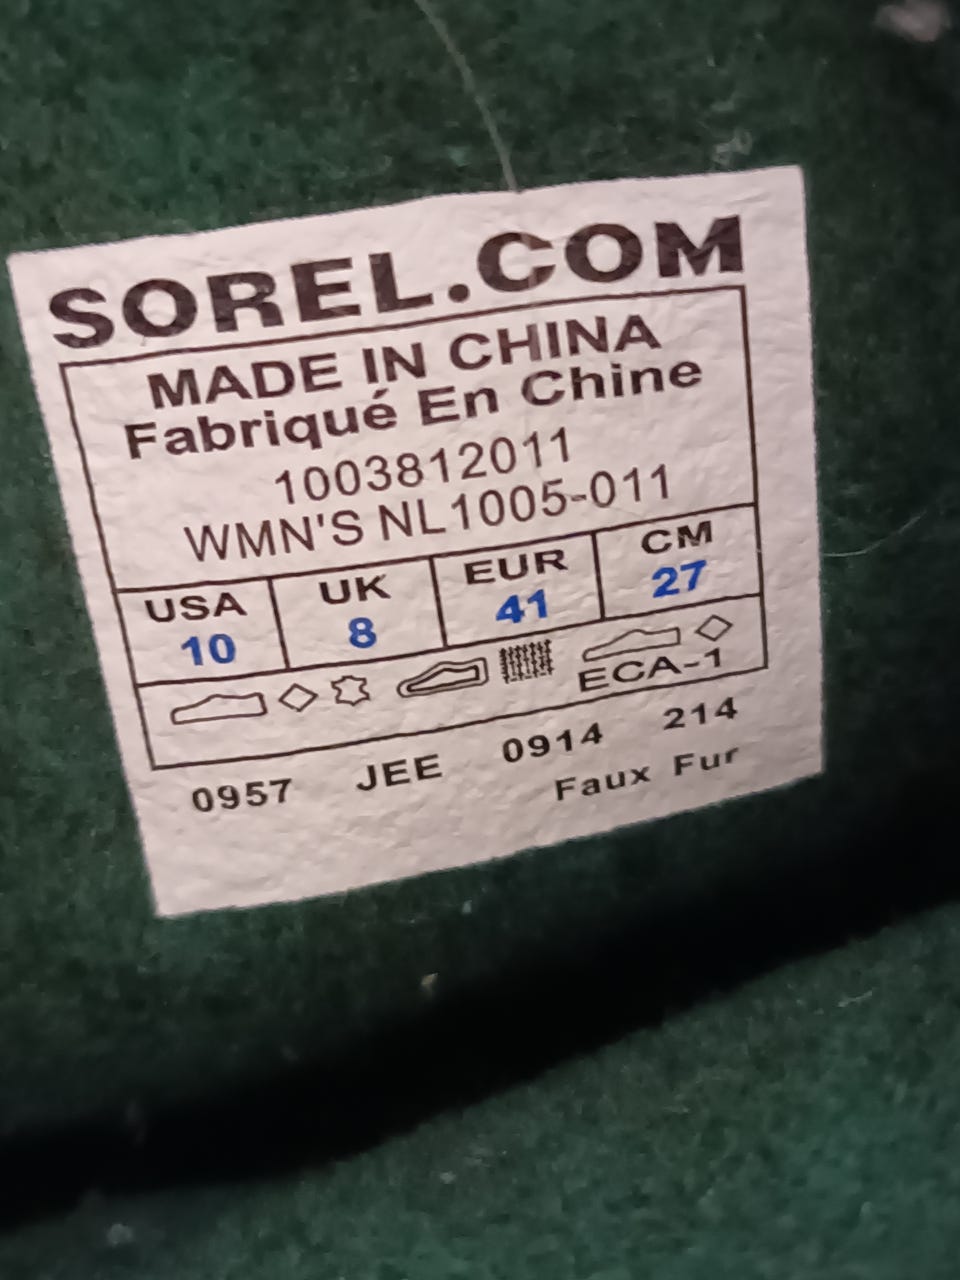 SOREL.COM
MADE IN CHINA
Fabriqué En Chine
1003812011
WMN'S NL1005-011
USA UK EUR CM
10 8 41 27
ECA-1
0957 JEE 0914 214
Faux Fur